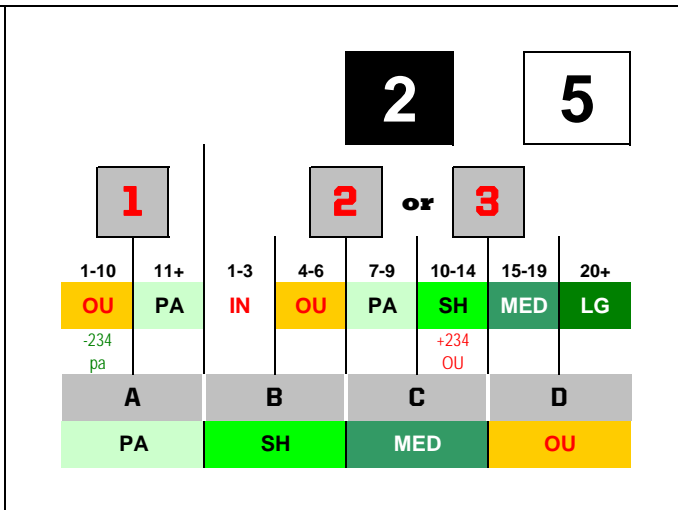 2 5
1 2 or 3
1-10 11+ 1-3 4-6 7-9 10-14 15-19 20+
OU PA IN OU PA SH MED LG
-234 +234
pa OU
A B C D
PA SH MED OU